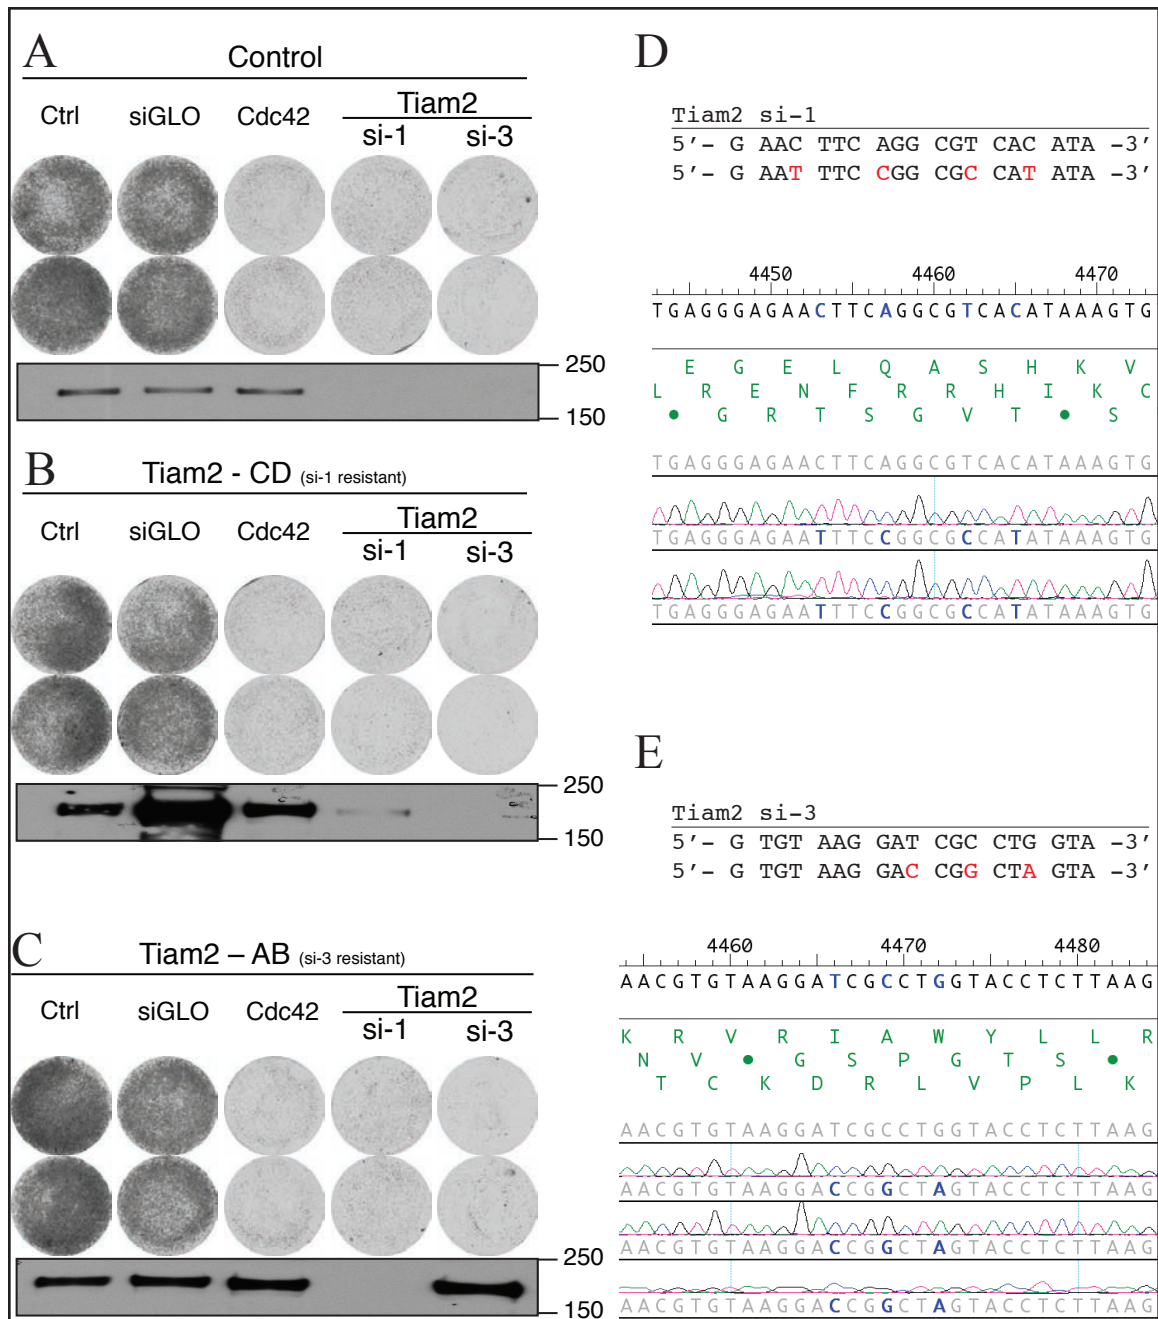 A
Control
Ctrl siGLO Cdc42 Tiam2
si-1 si-3
250
150
B
Tiam2 - CD (si-1 resistant)
Ctrl siGLO Cdc42 Tiam2
si-1 si-3
250
150
C
Tiam2 – AB (si-3 resistant)
Ctrl siGLO Cdc42 Tiam2
si-1 si-3
250
150
D
Tiam2 si-1
5′- G AAC TTC AGG CGT CAC ATA -3′
5′- G AAT TTC CGG CGC CAT ATA -3′
4450 4460 4470
TGAGGGAGAACTTCAGGCGTCACATAAAGTG
E G E L Q A S H K V
L R E N F R R H I K C
• G R T S G V T • S
TGAGGGAGAACTTCAGGCGTCACATAAAGTG
TGAGGGAGAATTTCCGGCGCCATATAAAGTG
TGAGGGAGAATTTCCGGCGCCATATAAAGTG
E
Tiam2 si-3
5′- G TGT AAG GAT CGC CTG GTA -3′
5′- G TGT AAG GAC CGG CTA GTA -3′
4460 4470 4480
AACGTGTAAGGATCGCCTGGTACCTCTTAAG
K R V R I A W Y L L R
N V • G S P G T S •
T C K D R L V P L K
AACGTGTAAGGATCGCCTGGTACCTCTTAAG
AACGTGTAAGGACCGGCTAGTACCTCTTAAG
AACGTGTAAGGACCGGCTAGTACCTCTTAAG
AACGTGTAAGGACCGGCTAGTACCTCTTAAG